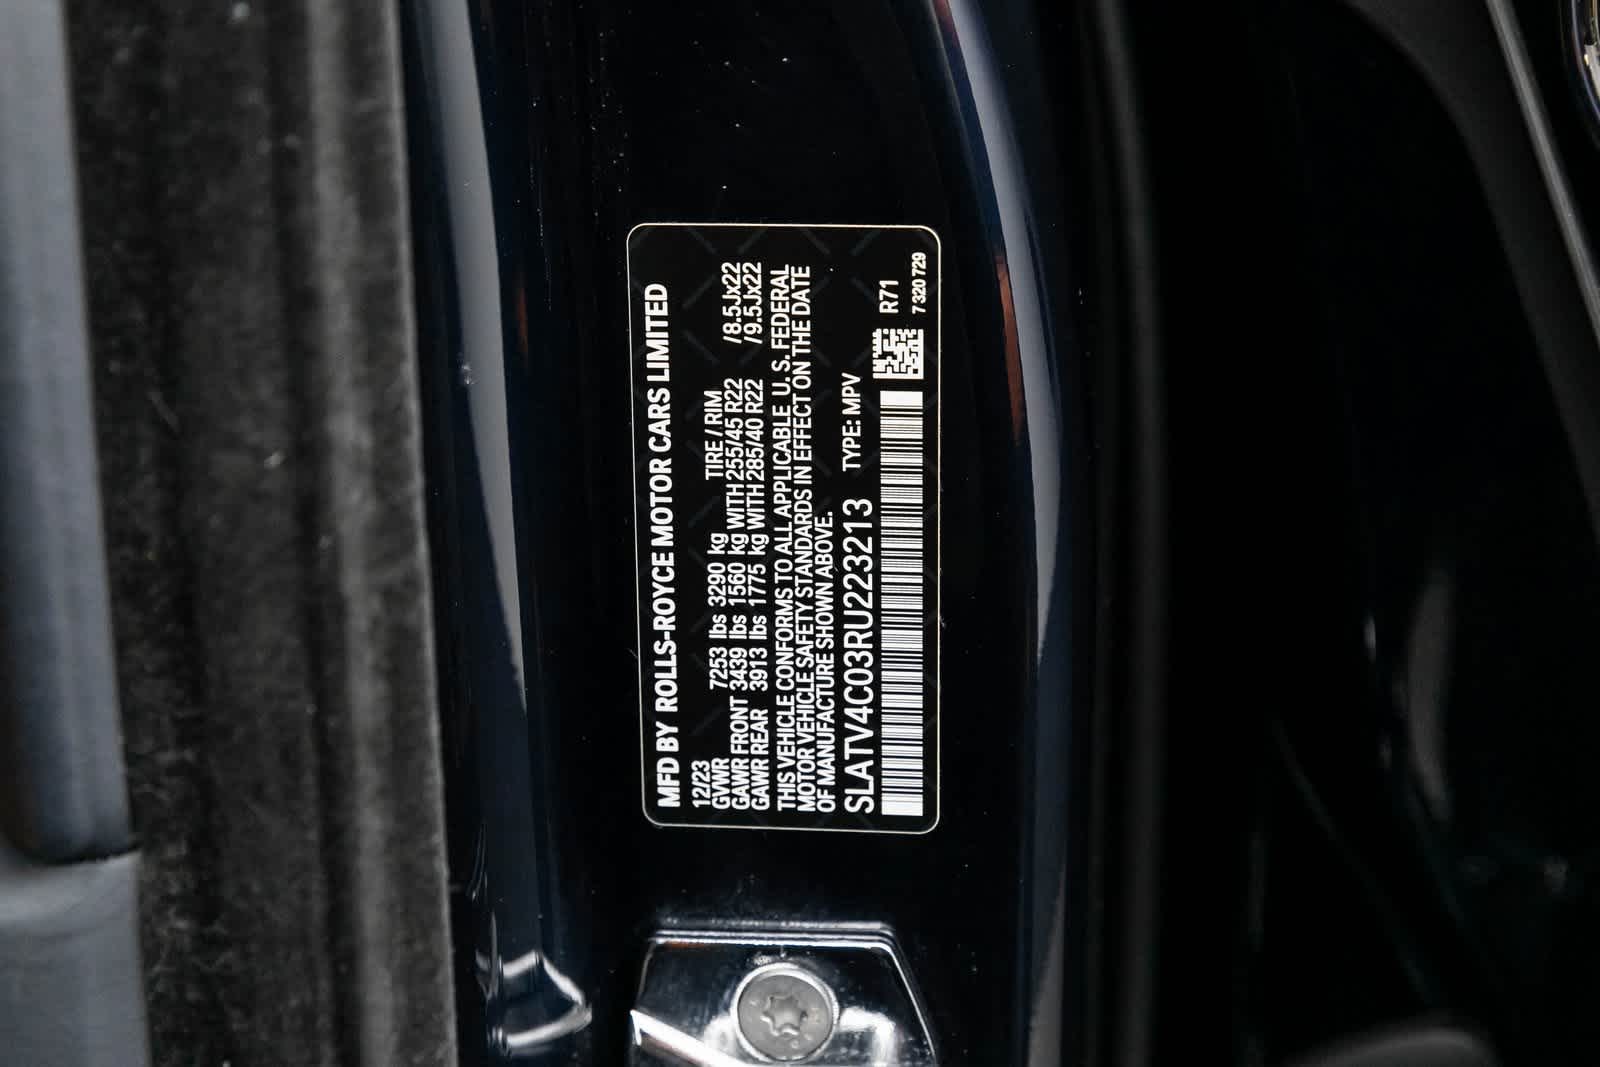 MFD BY ROLLS-ROYCE MOTOR CARS LIMITED
12/23
GVWR 7253 lbs 3290 kg TIRE / RIM
GAWR FRONT 3439 lbs 1560 kg WITH 255/45 R22 / 8.5Jx22
GAWR REAR 3913 lbs 1775 kg WITH 285/40 R22 / 9.5Jx22
THIS VEHICLE CONFORMS TO ALL APPLICABLE U. S. FEDERAL
MOTOR VEHICLE SAFETY STANDARDS IN EFFECT ON THE DATE
OF MANUFACTURE SHOWN ABOVE.
SLATV4C03RU223213 TYPE: MPV
R71
7 320 729